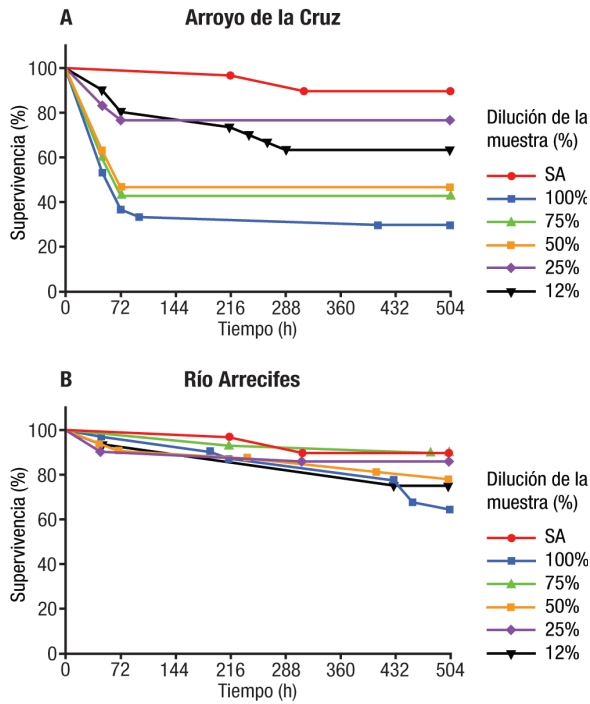 A Arroyo de la Cruz
100
80
60
40
20
0
Supervivencia (%)
0 72 144 216 288 360 432 504
Tiempo (h)
Dilución de la
muestra (%)
SA
100%
75%
50%
25%
12%
B Río Arrecifes
100
80
60
40
20
0
Supervivencia (%)
0 72 144 216 288 360 432 504
Tiempo (h)
Dilución de la
muestra (%)
SA
100%
75%
50%
25%
12%